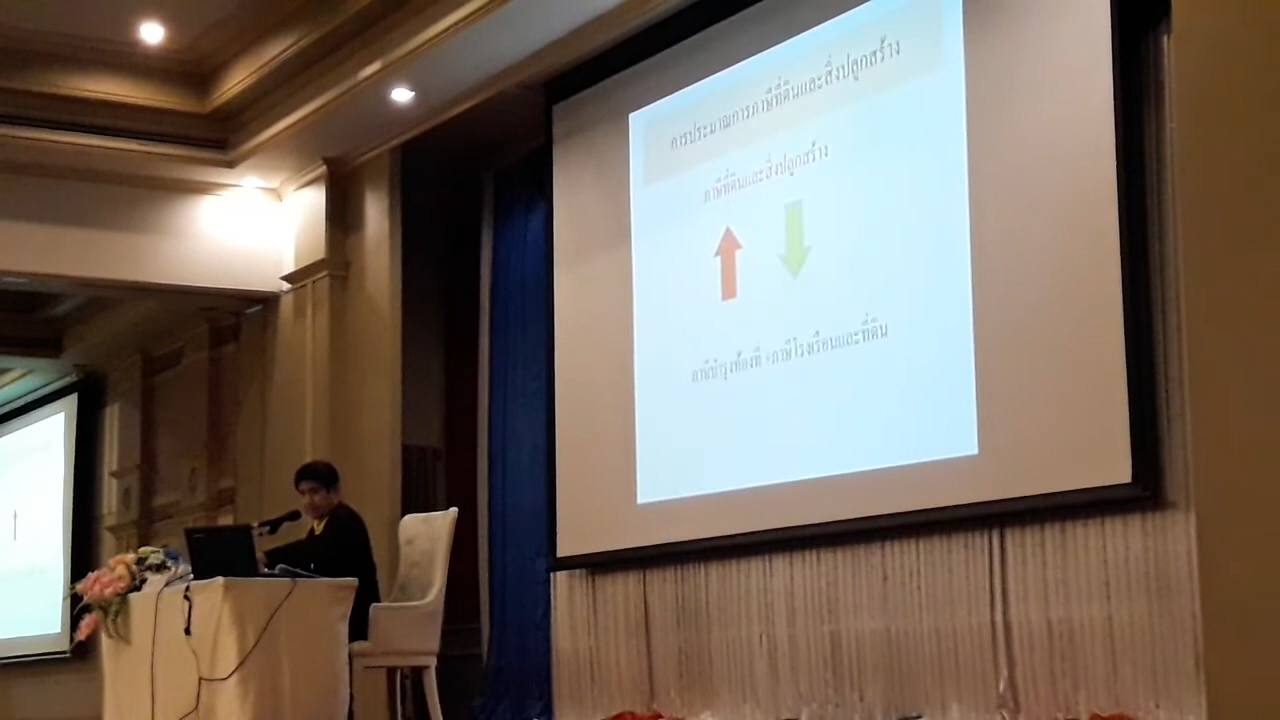 การประมาณการภาษีที่ดินและสิ่งปลูกสร้าง
ภาษีที่ดินและสิ่งปลูกสร้าง
ภาษีบำรุงท้องที่ +ภาษีโรงเรือนและที่ดิน